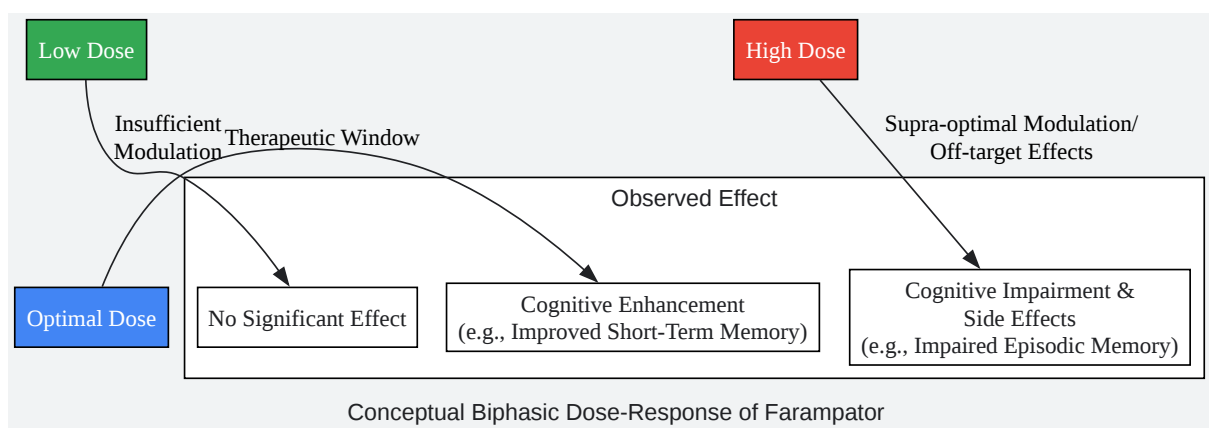 Low Dose
High Dose
Insufficient
Modulation
Therapeutic Window
Supra-optimal Modulation/
Off-target Effects
Observed Effect
Optimal Dose
No Significant Effect
Cognitive Enhancement
(e.g., Improved Short-Term Memory)
Cognitive Impairment &
Side Effects
(e.g., Impaired Episodic Memory)
Conceptual Biphasic Dose-Response of Farampator